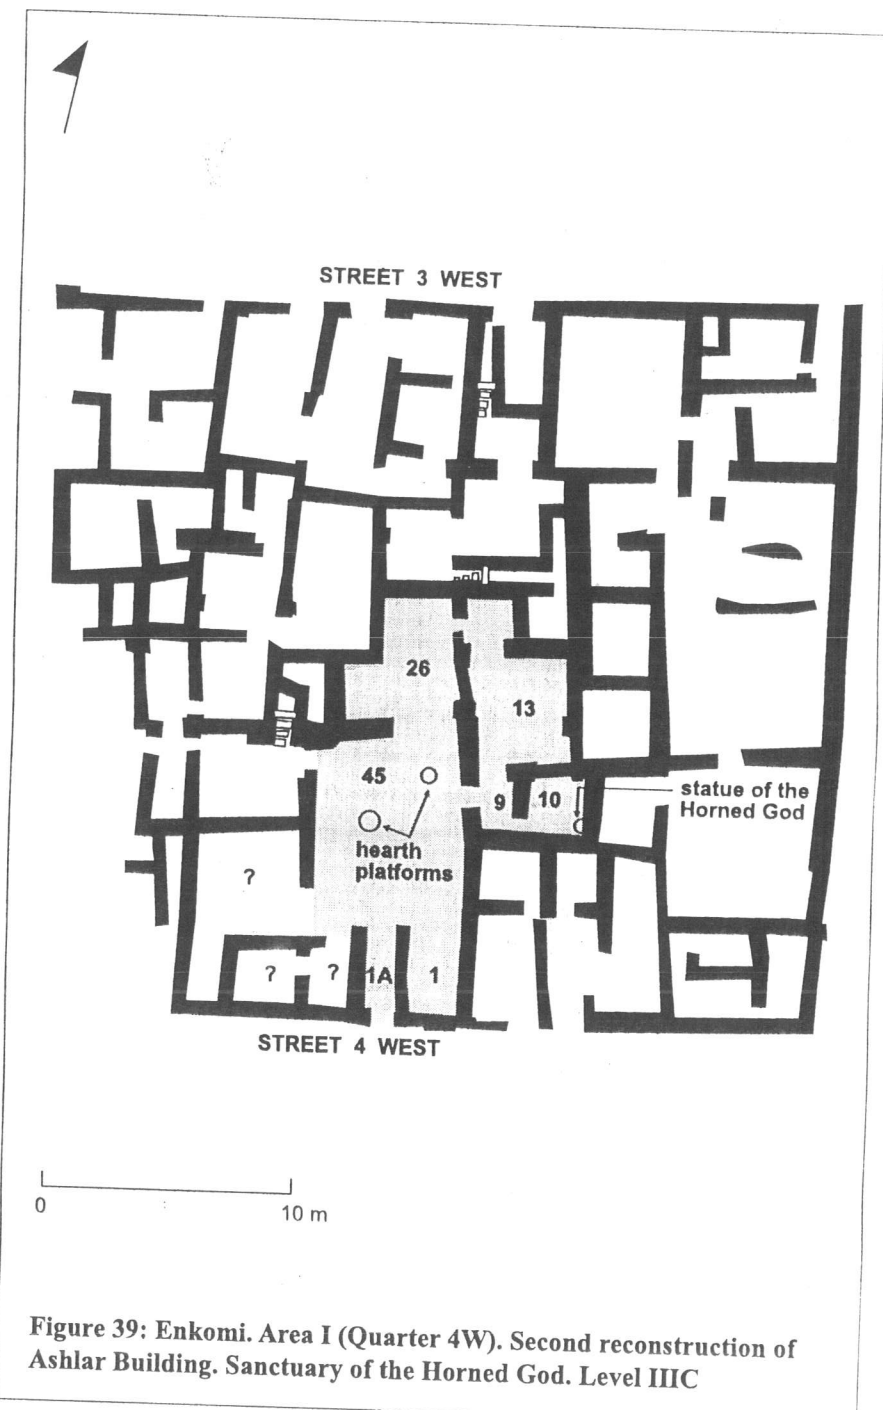 STREET 3 WEST
26
13
45
9
10
statue of the
Horned God
hearth
platforms
?
?
?
1A
1
STREET 4 WEST
0
10 m
Figure 39: Enkomi. Area I (Quarter 4W). Second reconstruction of
Ashlar Building. Sanctuary of the Horned God. Level IIIC